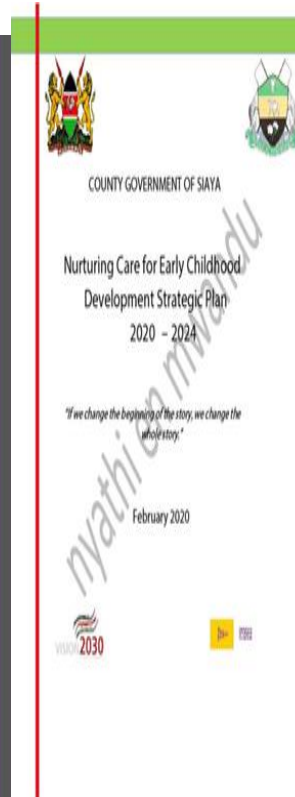 COUNTY GOVERNMENT OF SIAYA
Nurturing Care for Early Childhood
Development Strategic Plan
2020 – 2024
"If we change the beginning of the story, we change the
whole story."
nyathi en mwandu
February 2020
VISION 2030